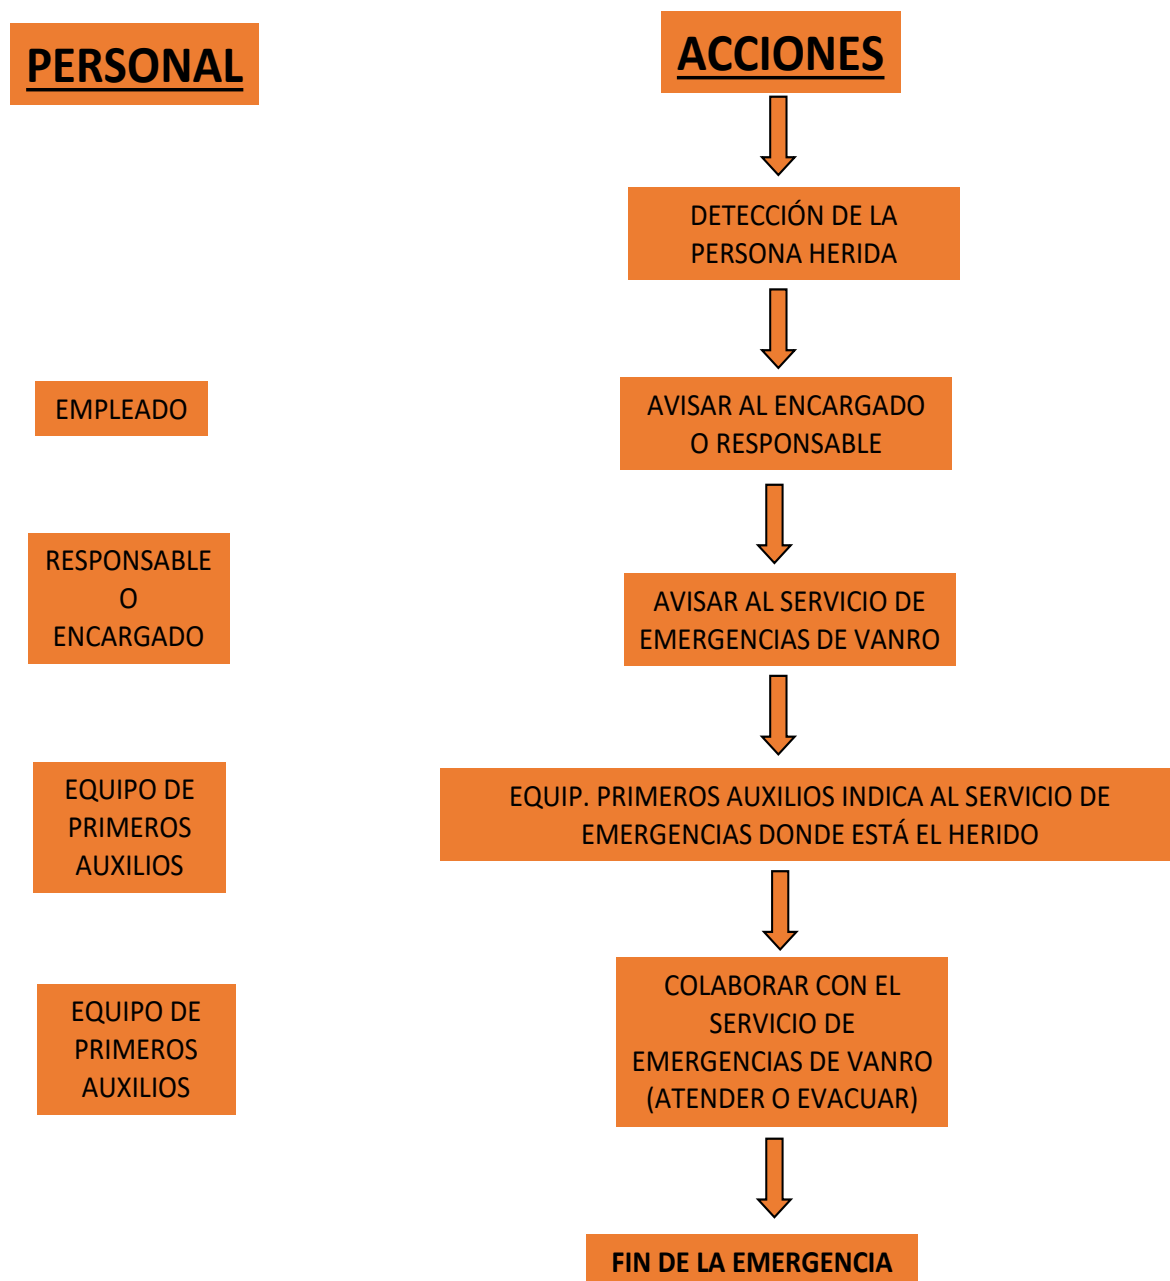 PERSONAL
ACCIONES
DETECCIÓN DE LA
PERSONA HERIDA
EMPLEADO
AVISAR AL ENCARGADO
O RESPONSABLE
RESPONSABLE
O
ENCARGADO
AVISAR AL SERVICIO DE
EMERGENCIAS DE VANRO
EQUIPO DE
PRIMEROS
AUXILIOS
EQUIP. PRIMEROS AUXILIOS INDICA AL SERVICIO DE
EMERGENCIAS DONDE ESTÁ EL HERIDO
EQUIPO DE
PRIMEROS
AUXILIOS
COLABORAR CON EL
SERVICIO DE
EMERGENCIAS DE VANRO
(ATENDER O EVACUAR)
FIN DE LA EMERGENCIA